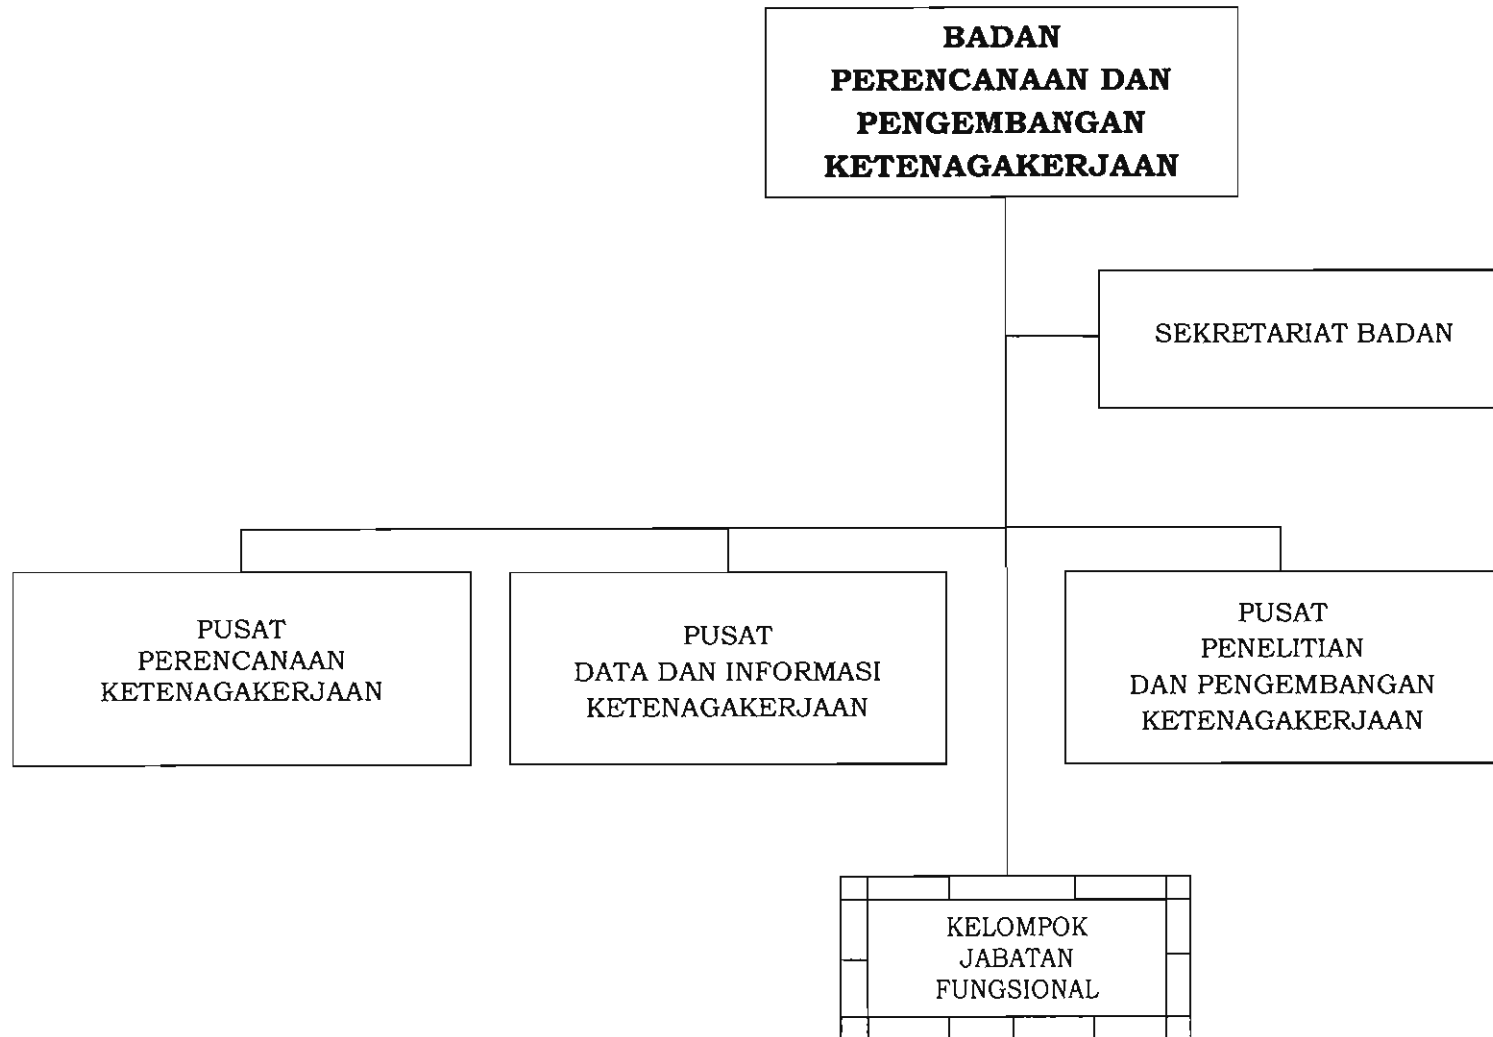 BADAN
PERENCANAAN DAN
PENGEMBANGAN
KETENAGAKERJAAN
SEKRETARIAT BADAN
PUSAT
PERENCANAAN
KETENAGAKERJAAN
PUSAT
DATA DAN INFORMASI
KETENAGAKERJAAN
PUSAT
PENELITIAN
DAN PENGEMBANGAN
KETENAGAKERJAAN
KELOMPOK
JABATAN
FUNGSIONAL